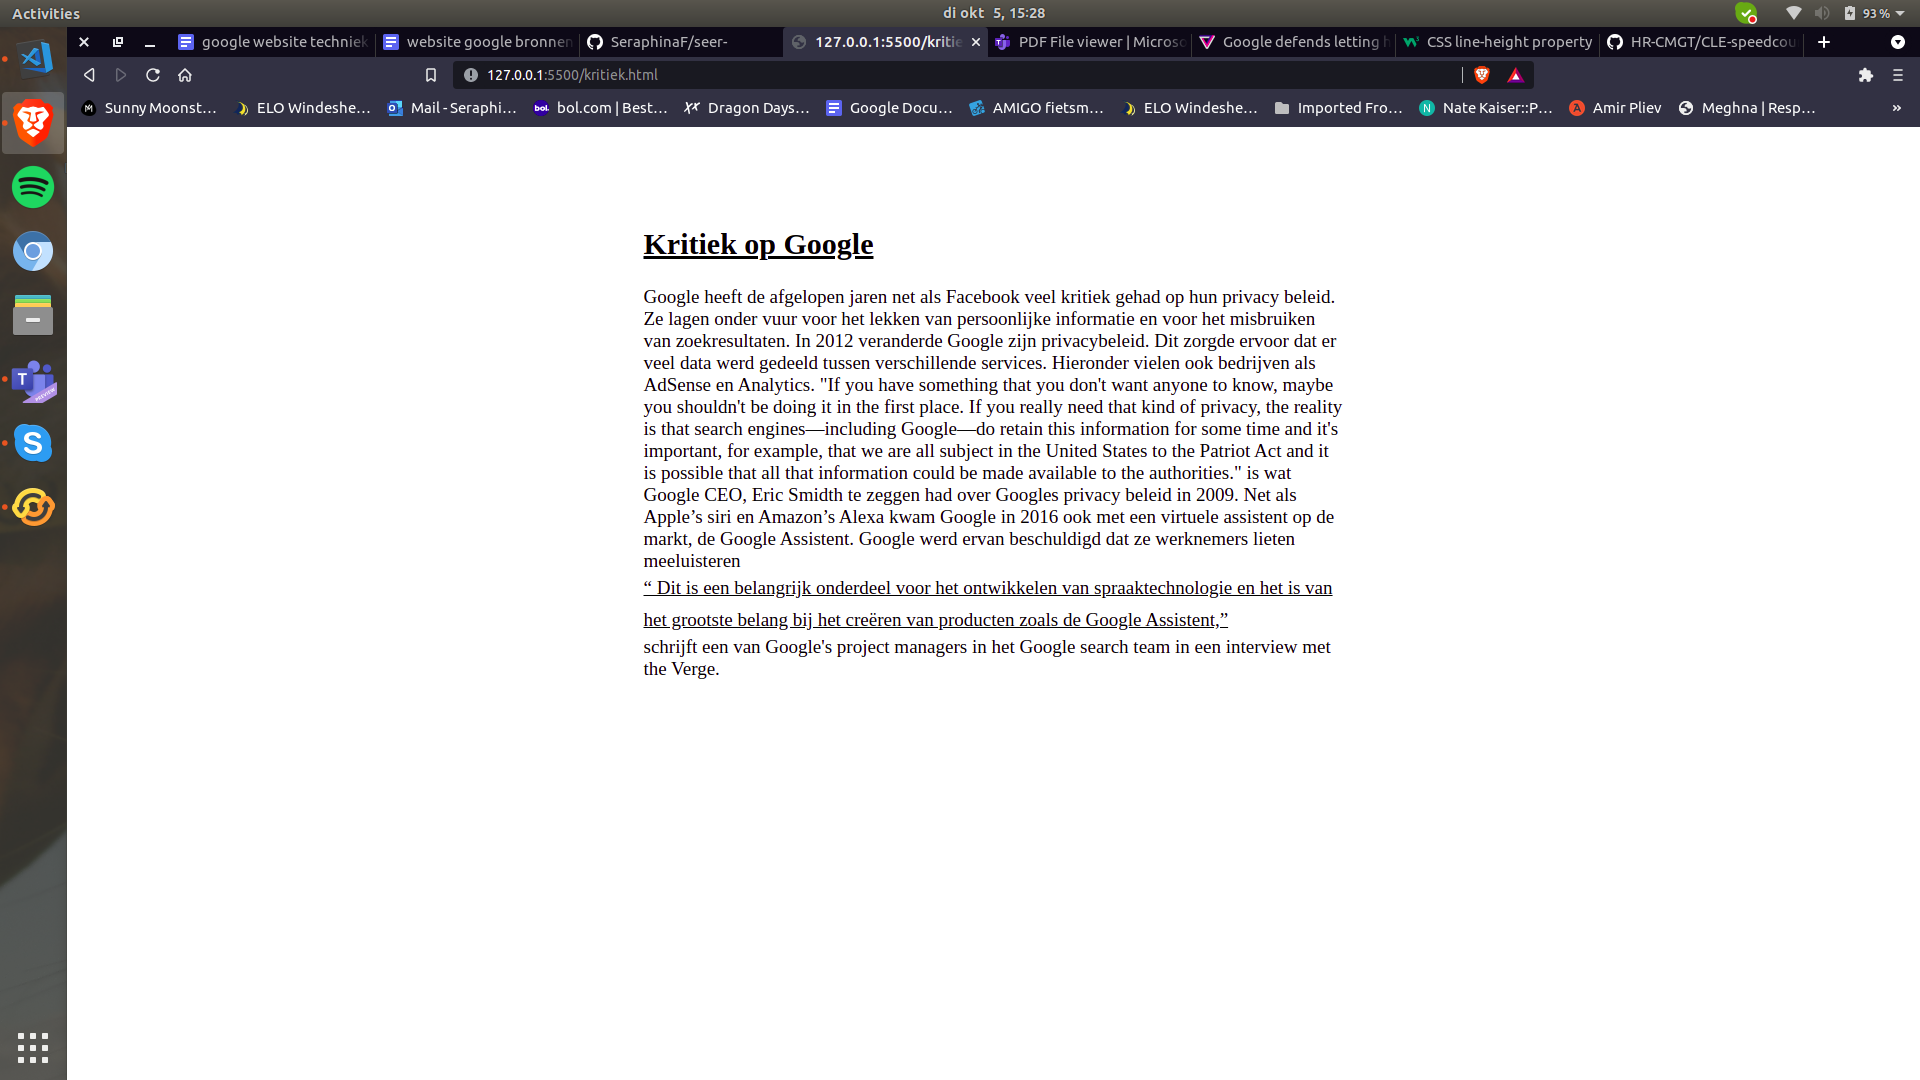 Activities
di okt 5, 15:28
93 %
google website techniek
website google bronnen
SeraphinaF/seer-
127.0.0.1:5500/kritie
PDF File viewer | Microso
Google defends letting h
CSS line-height property
HR-CMGT/CLE-speedcou
127.0.0.1:5500/kritiek.html
Sunny Moonst…
ELO Windeshe…
Mail - Seraphi…
bol.com | Best…
Dragon Days…
Google Docu…
AMIGO fietsm…
ELO Windeshe…
Imported Fro…
Nate Kaiser::P…
Amir Pliev
Meghna | Resp…
»
Kritiek op Google
Google heeft de afgelopen jaren net als Facebook veel kritiek gehad op hun privacy beleid.
Ze lagen onder vuur voor het lekken van persoonlijke informatie en voor het misbruiken
van zoekresultaten. In 2012 veranderde Google zijn privacybeleid. Dit zorgde ervoor dat er
veel data werd gedeeld tussen verschillende services. Hieronder vielen ook bedrijven als
AdSense en Analytics. "If you have something that you don't want anyone to know, maybe
you shouldn't be doing it in the first place. If you really need that kind of privacy, the reality
is that search engines—including Google—do retain this information for some time and it's
important, for example, that we are all subject in the United States to the Patriot Act and it
is possible that all that information could be made available to the authorities." is wat
Google CEO, Eric Smidth te zeggen had over Googles privacy beleid in 2009. Net als
Apple’s siri en Amazon’s Alexa kwam Google in 2016 ook met een virtuele assistent op de
markt, de Google Assistent. Google werd ervan beschuldigd dat ze werknemers lieten
meeluisteren
“ Dit is een belangrijk onderdeel voor het ontwikkelen van spraaktechnologie en het is van
het grootste belang bij het creëren van producten zoals de Google Assistent,”
schrijft een van Google's project managers in het Google search team in een interview met
the Verge.